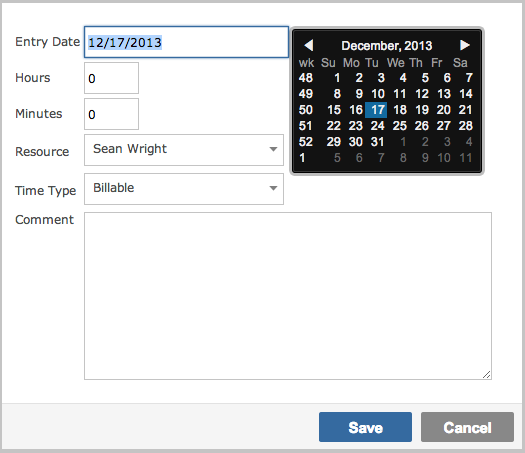 Entry Date 12/17/2013
Hours 0
Minutes 0
Resource Sean Wright
Time Type Billable
Comment
December, 2013
wk Su Mo Tu We Th Fr Sa
48 1 2 3 4 5 6 7
49 8 9 10 11 12 13 14
50 15 16 17 18 19 20 21
51 22 23 24 25 26 27 28
52 29 30 31 1 2 3 4
1 5 6 7 8 9 10 11
Save Cancel